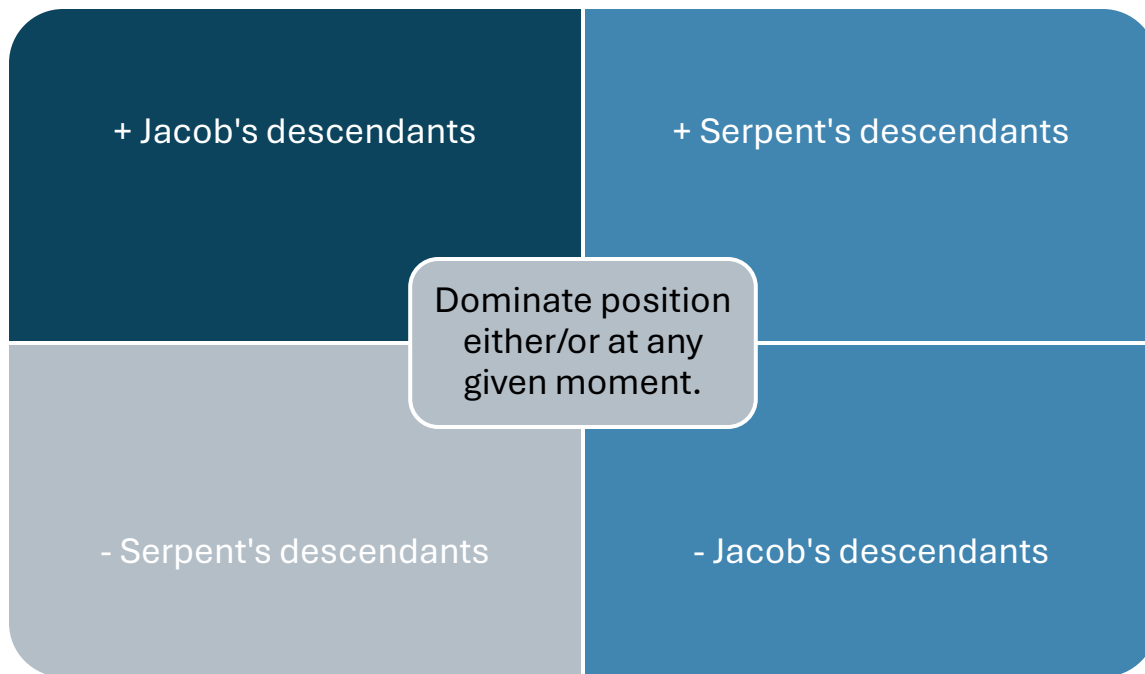 + Jacob's descendants
+ Serpent's descendants
Dominate position
either/or at any
given moment.
- Serpent's descendants
- Jacob's descendants